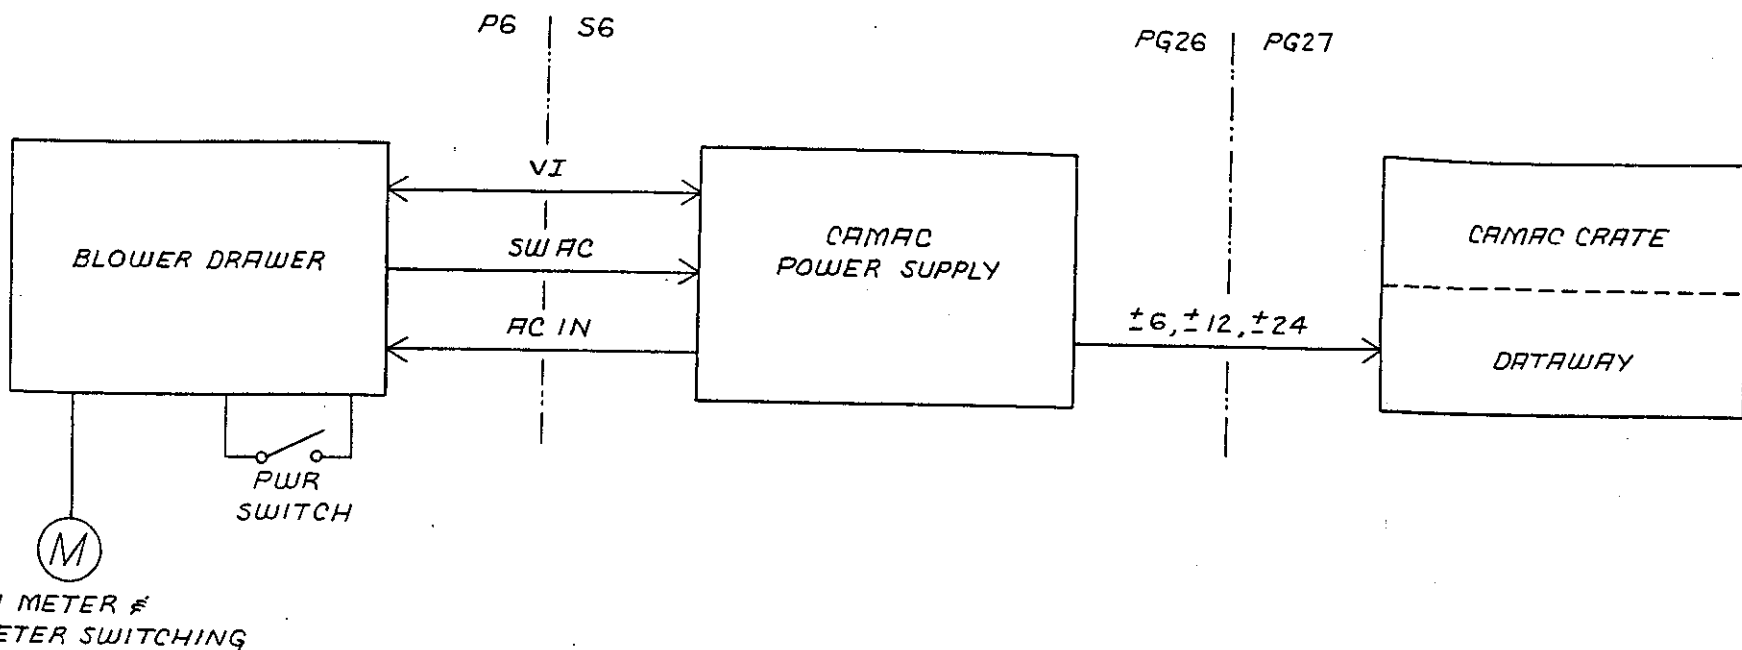 P6 S6
PG26 PG27
VI
BLOWER DRAWER
SW AC
AC IN
CAMAC
POWER SUPPLY
±6, ±12, ±24
CAMAC CRATE
DATAWAY
PWR
SWITCH
M
METER &
ETER SWITCHING